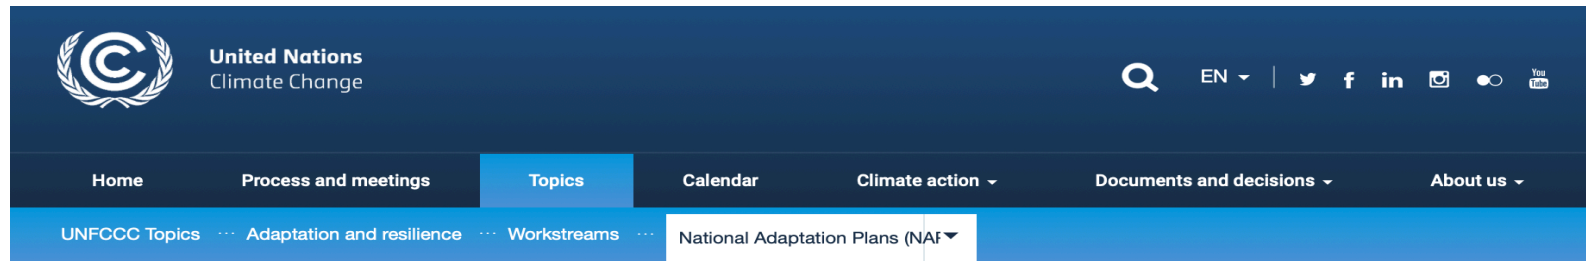 United Nations
Climate Change
EN
You
Tube
Home Process and meetings Topics Calendar Climate action Documents and decisions About us
UNFCCC Topics ... Adaptation and resilience ... Workstreams ... National Adaptation Plans (NAP